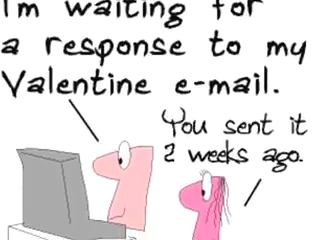 I'm waiting for
a response to my
Valentine e-mail.
You sent it
2 weeks ago.